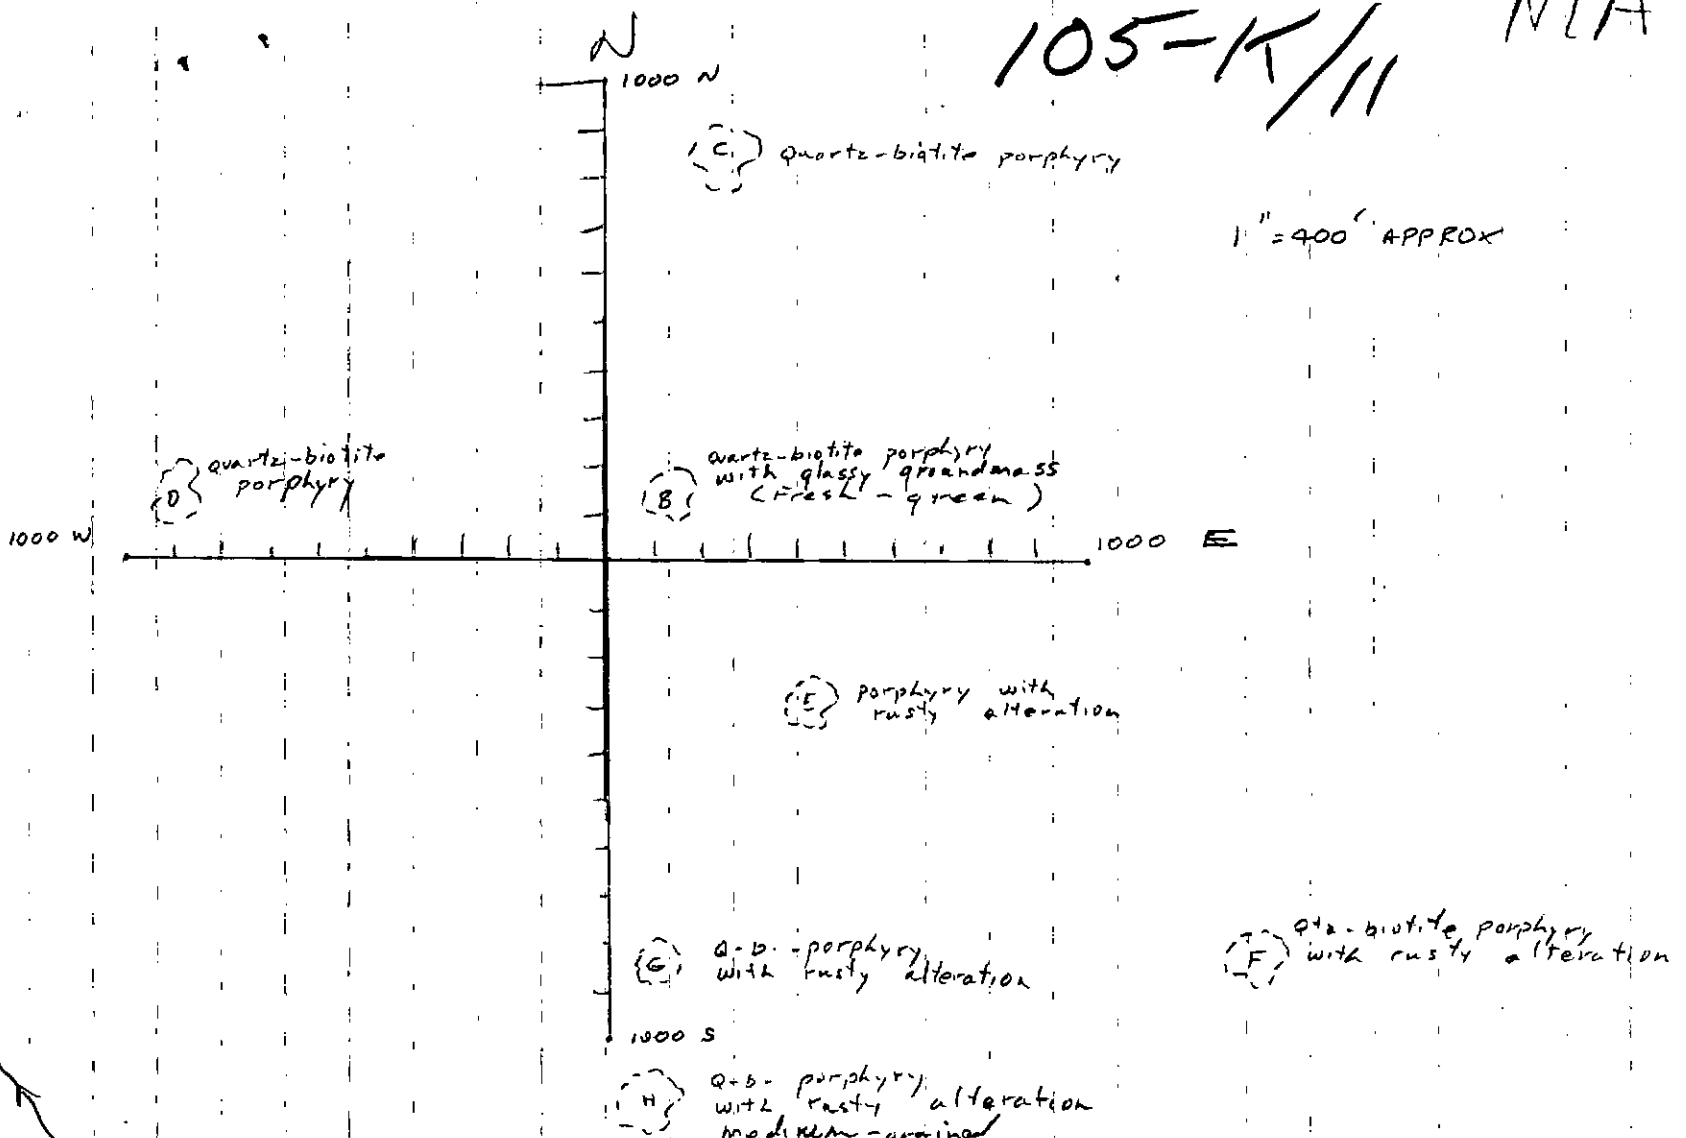 N
1000 N
105-K/11
C
Quartz-biotite porphyry
1"=400' APPROX
D
Quartz-biotite
porphyry
B
Quartz-biotite porphyry
with glassy groundmass
(Fresh - green)
1000 W
1000 E
E
porphyry with
rusty alteration
G
Q-b.-porphyry
with rusty alteration
F
Qtz-biotite porphyry
with rusty alteration
1000 S
H
Q-b- porphyry
with rusty alteration
medium-grained